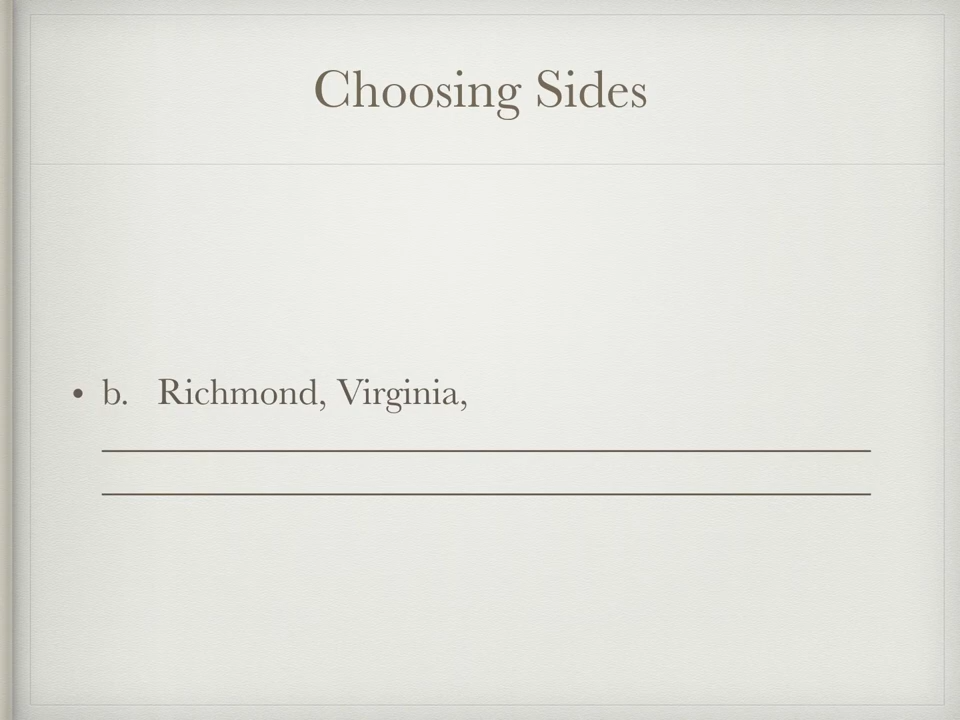 Choosing Sides
• b. Richmond, Virginia,